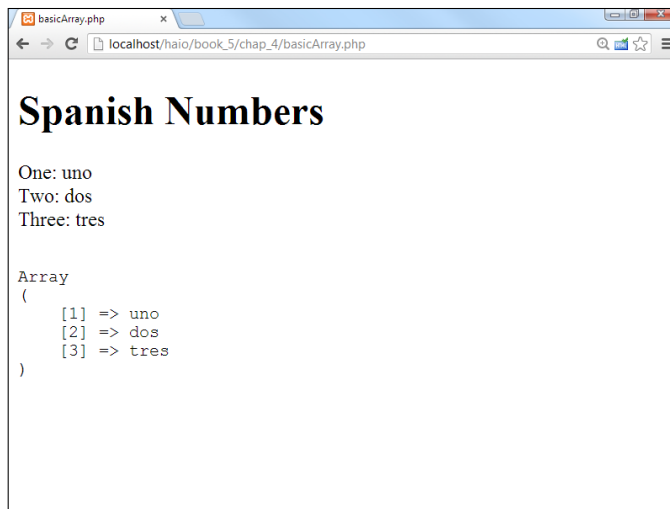 basicArray.php
localhost/haio/book_5/chap_4/basicArray.php
Spanish Numbers
One: uno
Two: dos
Three: tres
Array
(
[1] => uno
[2] => dos
[3] => tres
)